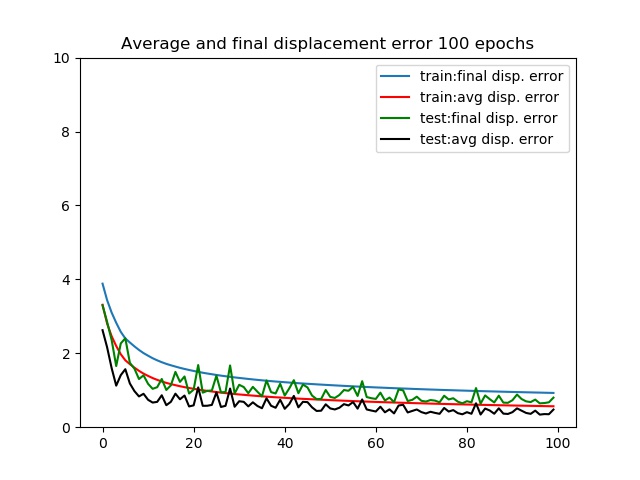 Average and final displacement error 100 epochs
10
8
6
4
2
0
train:final disp. error
train:avg disp. error
test:final disp. error
test:avg disp. error
0 20 40 60 80 100